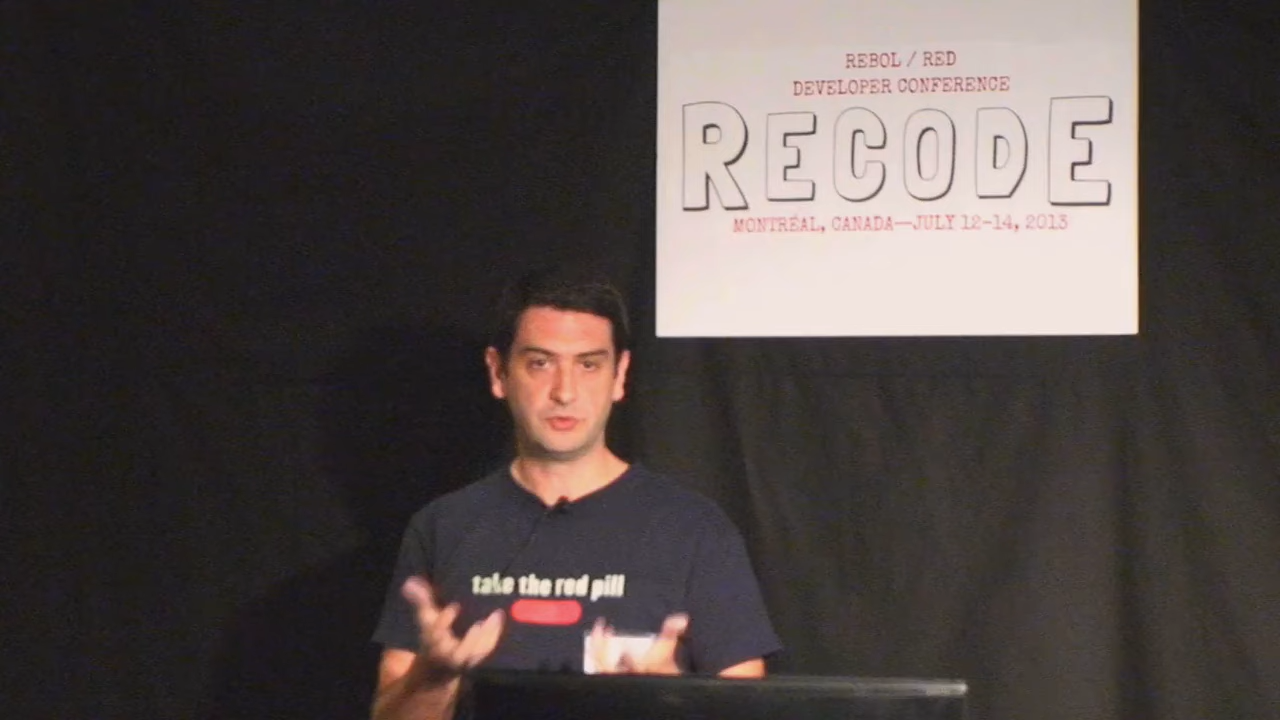 REBOL / RED
DEVELOPER CONFERENCE
RECODE
MONTRÉAL, CANADA—JULY 12-14, 2013
take the red pill